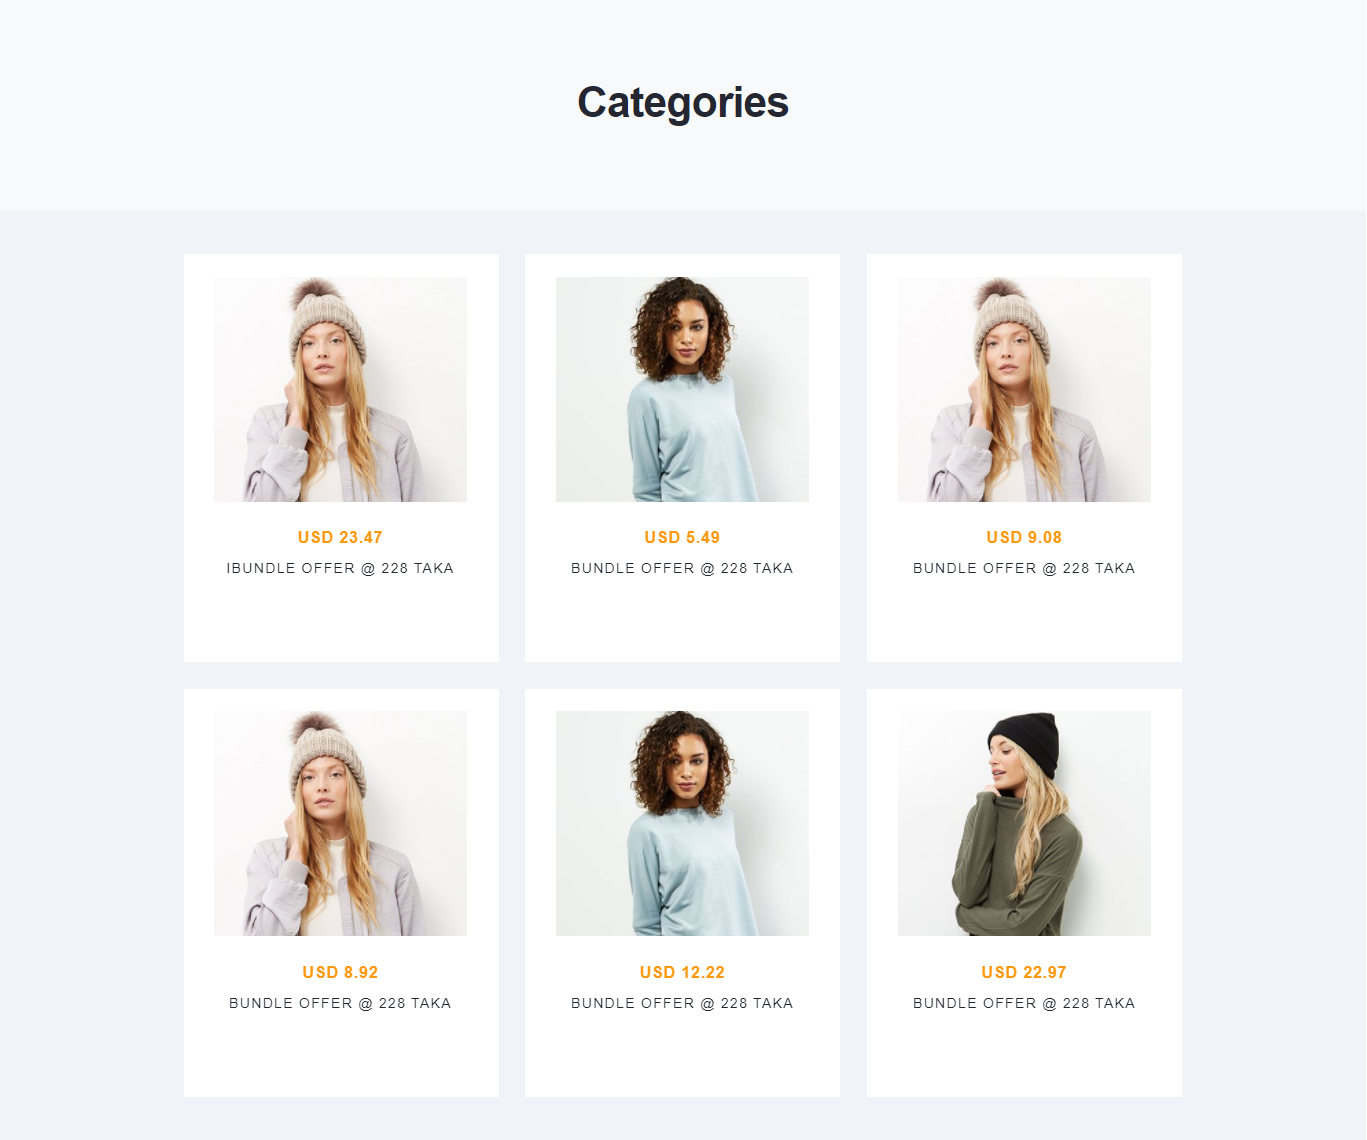 Categories
USD 23.47
IBUNDLE OFFER @ 228 TAKA
USD 5.49
BUNDLE OFFER @ 228 TAKA
USD 9.08
BUNDLE OFFER @ 228 TAKA
USD 8.92
BUNDLE OFFER @ 228 TAKA
USD 12.22
BUNDLE OFFER @ 228 TAKA
USD 22.97
BUNDLE OFFER @ 228 TAKA